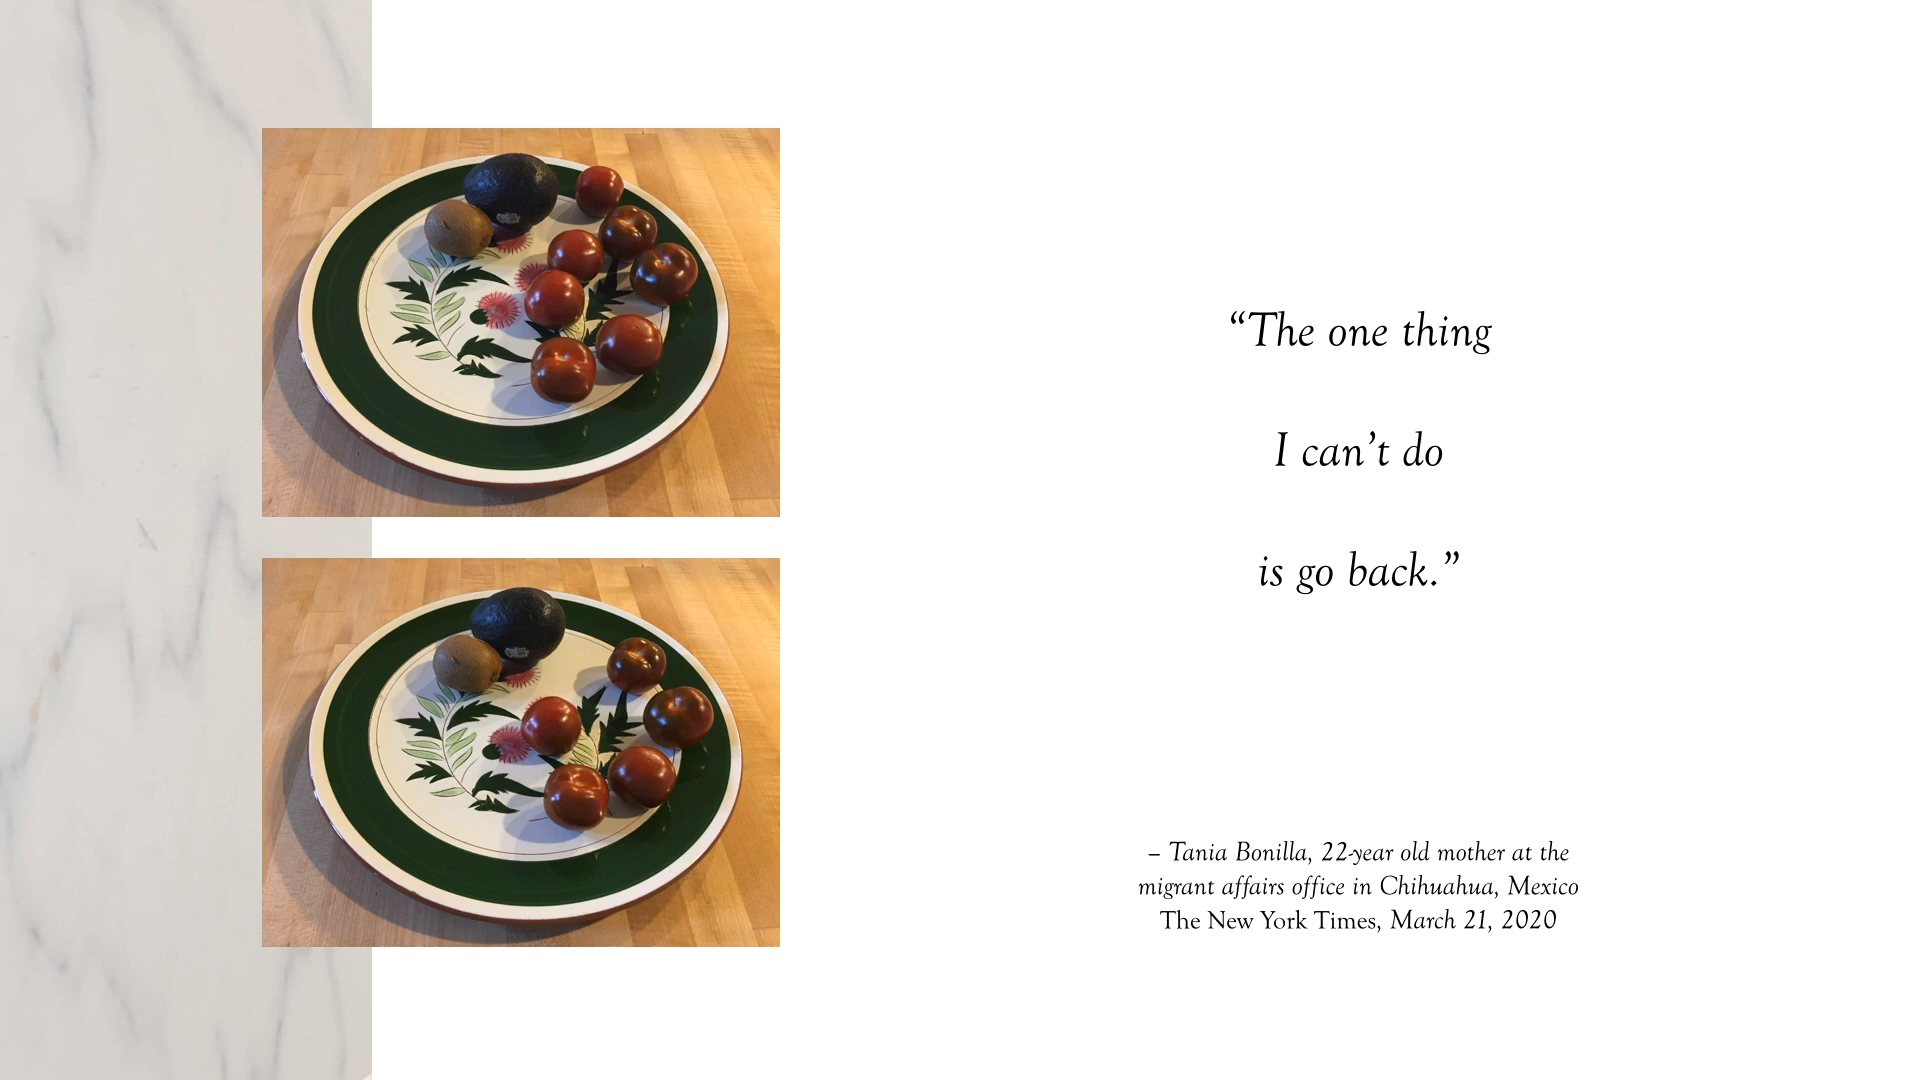 “The one thing
I can’t do
is go back.”
– Tania Bonilla, 22-year old mother at the
migrant affairs office in Chihuahua, Mexico
The New York Times, March 21, 2020